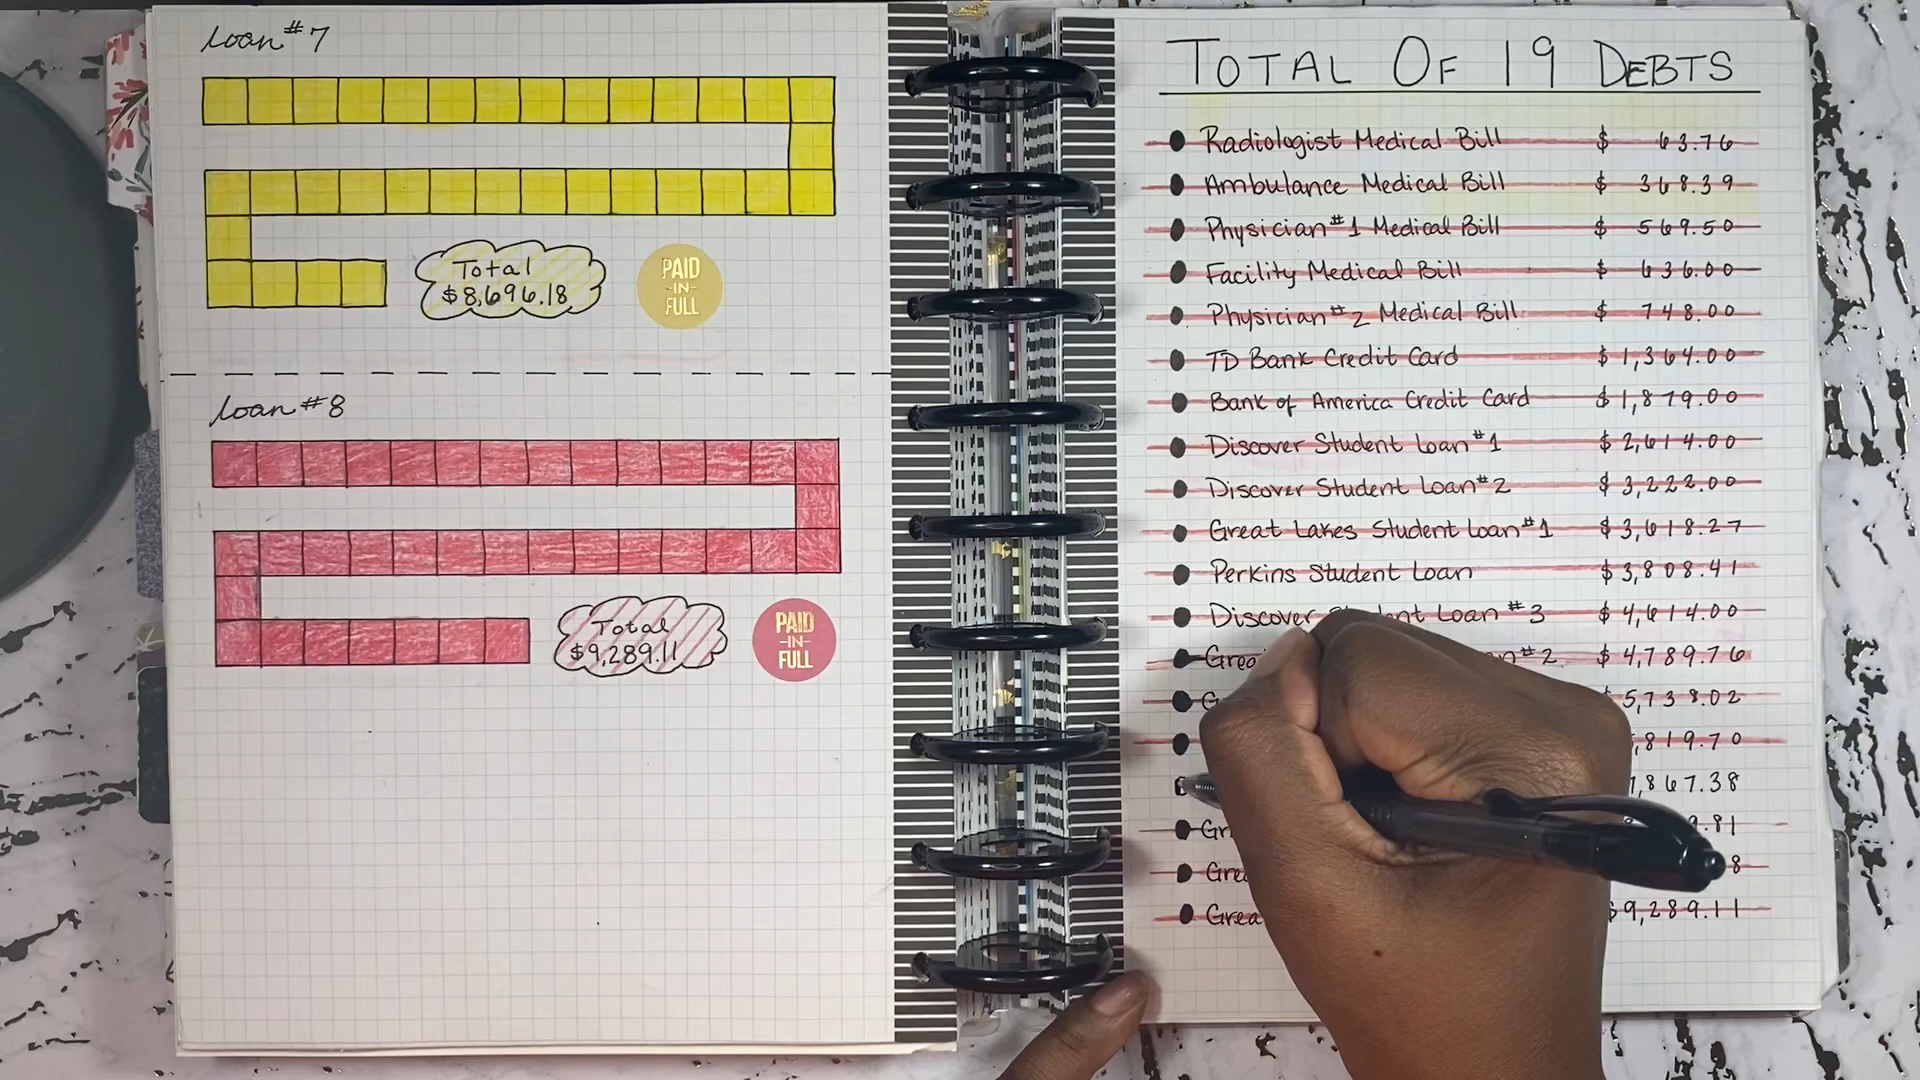 Loan #7
Total
$8,696.18
PAID
-IN-
FULL
Loan #8
Total
$9,289.11
PAID
-IN-
FULL
TOTAL OF 19 DEBTS
Radiologist Medical Bill $ 63.76
Ambulance Medical Bill $ 368.39
Physician #1 Medical Bill $ 569.50
Facility Medical Bill $ 636.00
Physician #2 Medical Bill $ 748.00
TD Bank Credit Card $1,364.00
Bank of America Credit Card $1,879.00
Discover Student Loan #1 $2,614.00
Discover Student Loan #2 $3,222.00
Great Lakes Student Loan #1 $3,618.27
Perkins Student Loan $3,808.41
Discover Student Loan #3 $4,614.00
#2 $4,789.76
5,738.02
,819.70
,867.38
9.81
8
$9,289.11